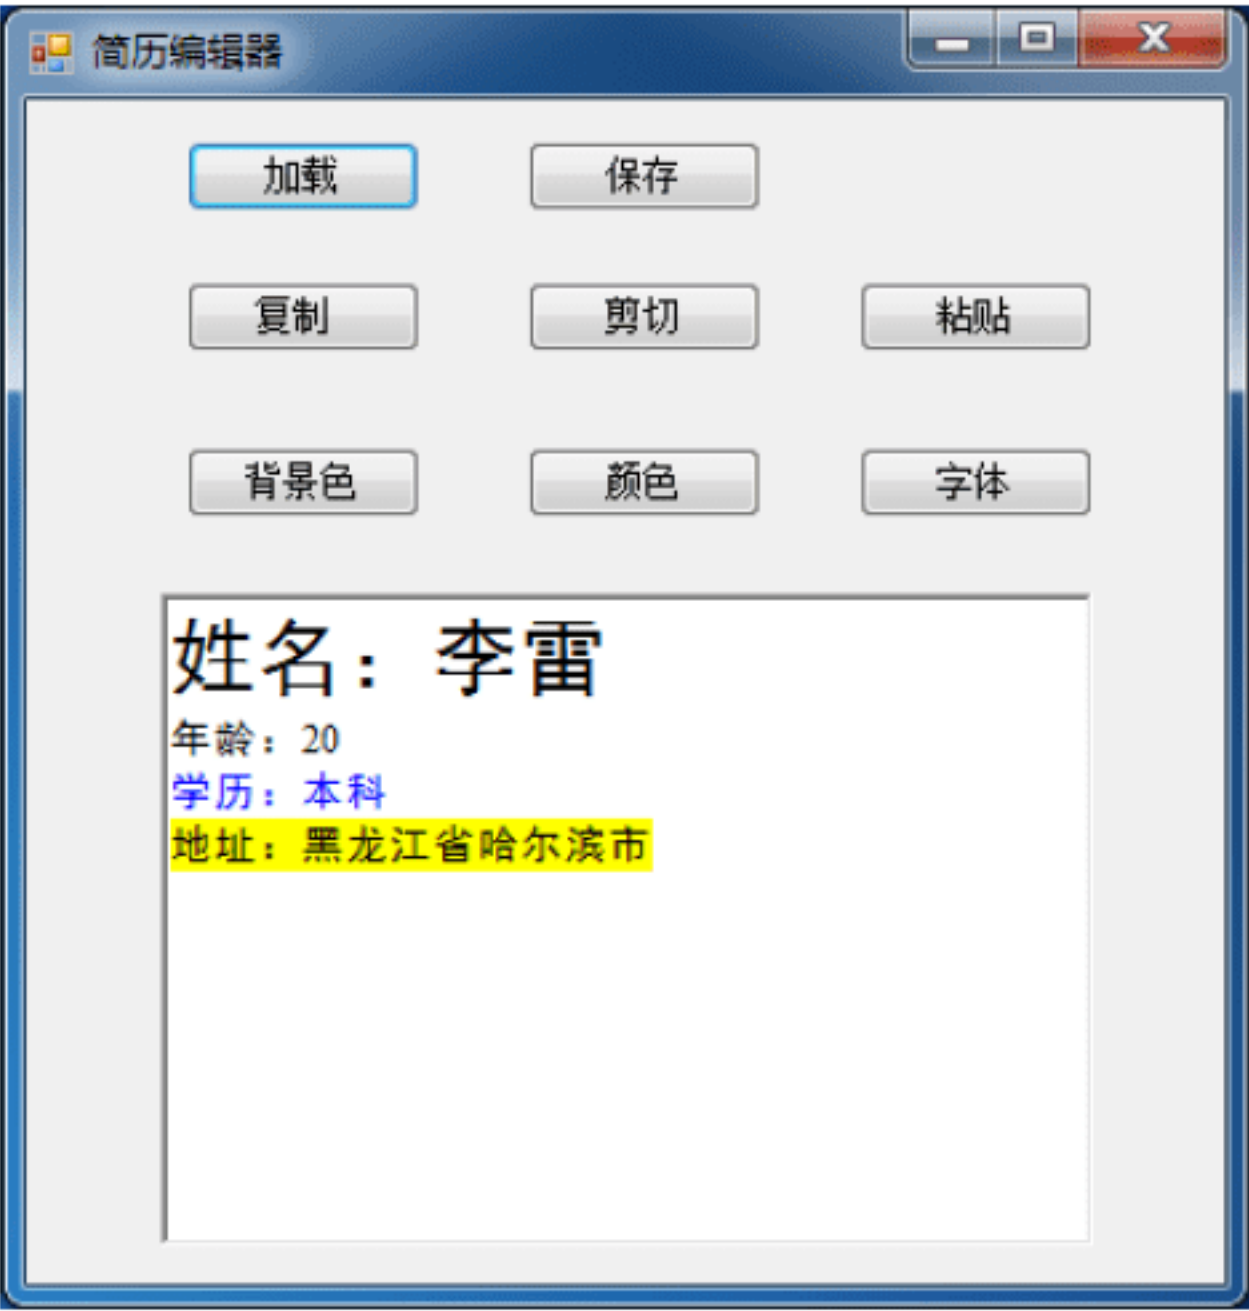 简历编辑器
加载 保存
复制 剪切 粘贴
背景色 颜色 字体
姓名：李雷
年龄：20
学历：本科
地址：黑龙江省哈尔滨市